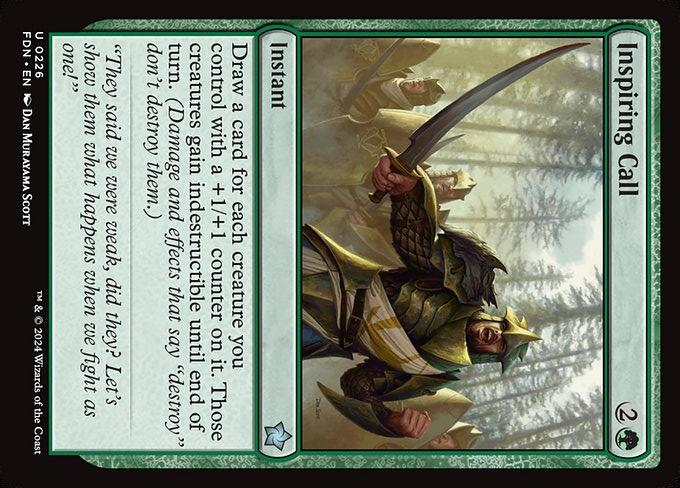 Inspiring Call 2
Instant
Draw a card for each creature you
control with a +1/+1 counter on it. Those
creatures gain indestructible until end of
turn. (Damage and effects that say "destroy"
don't destroy them.)
"They said we were weak, did they? Let's
show them what happens when we fight as
one!"
U 0226
FDN • EN Dan Murayama Scott
™ & © 2024 Wizards of the Coast